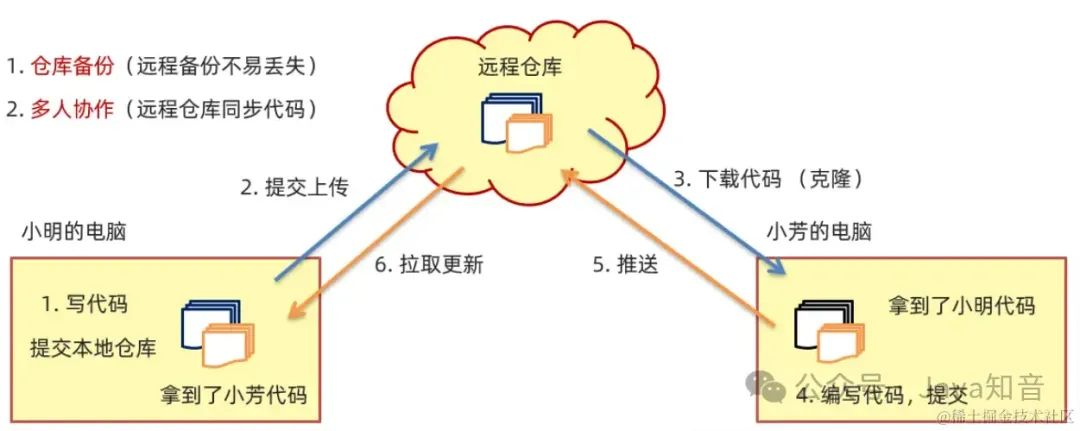 1. 仓库备份（远程备份不易丢失）
2. 多人协作（远程仓库同步代码）
远程仓库
2. 提交上传
3. 下载代码 （克隆）
小明的电脑
小芳的电脑
6. 拉取更新
5. 推送
1. 写代码
提交本地仓库
拿到了小芳代码
拿到了小明代码
公众号 · Java知音
4. 编写代码，提交
@稀土掘金技术社区